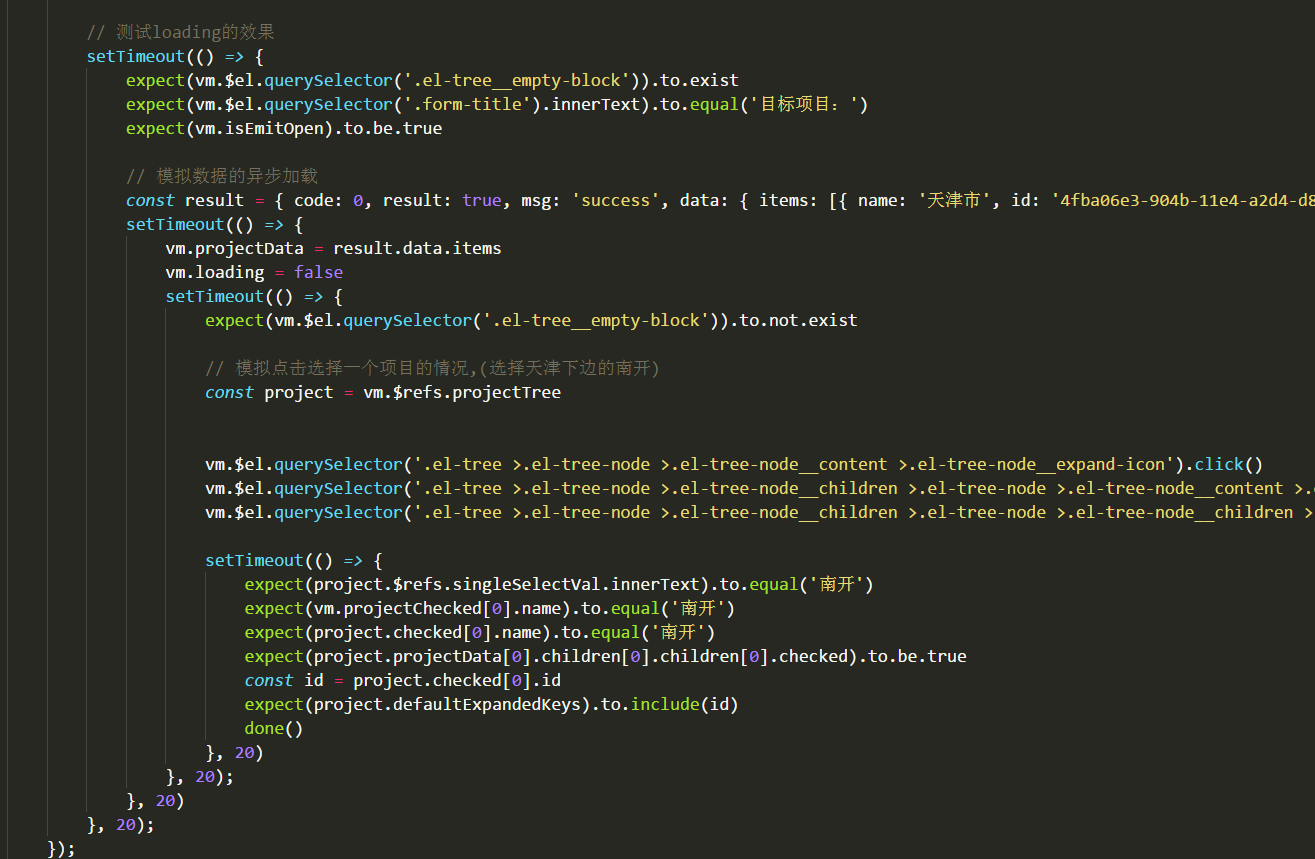 // 测试loading的效果
setTimeout(() => {
expect(vm.$el.querySelector('.el-tree__empty-block')).to.exist
expect(vm.$el.querySelector('.form-title').innerText).to.equal('目标项目：')
expect(vm.isEmitOpen).to.be.true
// 模拟数据的异步加载
const result = { code: 0, result: true, msg: 'success', data: { items: [{ name: '天津市', id: '4fba06e3-904b-11e4-a2d4-d8
setTimeout(() => {
vm.projectData = result.data.items
vm.loading = false
setTimeout(() => {
expect(vm.$el.querySelector('.el-tree__empty-block')).to.not.exist
// 模拟点击选择一个项目的情况,(选择天津下边的南开)
const project = vm.$refs.projectTree
vm.$el.querySelector('.el-tree >.el-tree-node >.el-tree-node__content >.el-tree-node__expand-icon').click()
vm.$el.querySelector('.el-tree >.el-tree-node >.el-tree-node__children >.el-tree-node >.el-tree-node__content >.
vm.$el.querySelector('.el-tree >.el-tree-node >.el-tree-node__children >.el-tree-node >.el-tree-node__children >
setTimeout(() => {
expect(project.$refs.singleSelectVal.innerText).to.equal('南开')
expect(vm.projectChecked[0].name).to.equal('南开')
expect(project.checked[0].name).to.equal('南开')
expect(project.projectData[0].children[0].children[0].checked).to.be.true
const id = project.checked[0].id
expect(project.defaultExpandedKeys).to.include(id)
done()
}, 20)
}, 20);
}, 20)
}, 20);
});